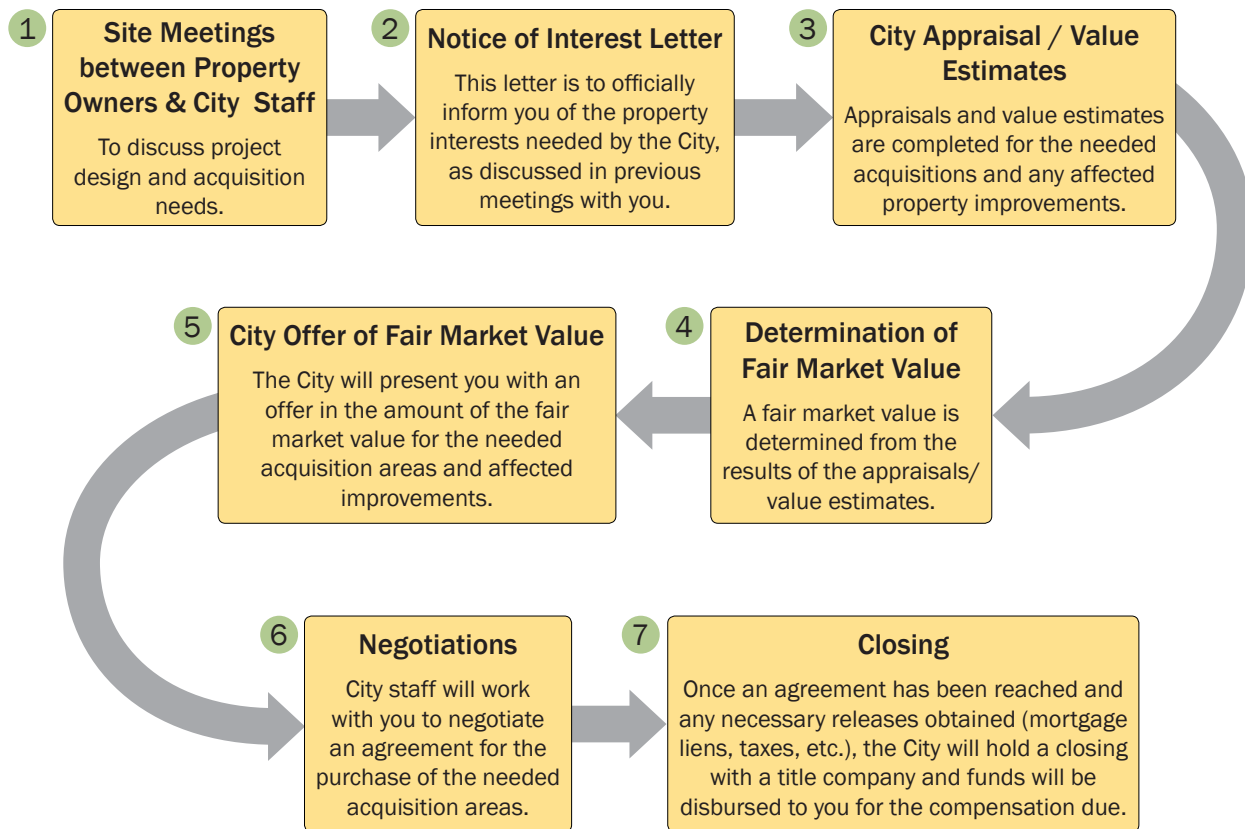 1
Site Meetings
between Property
Owners & City Staff
To discuss project
design and acquisition
needs.
2
Notice of Interest Letter
This letter is to officially
inform you of the property
interests needed by the City,
as discussed in previous
meetings with you.
3
City Appraisal / Value
Estimates
Appraisals and value estimates
are completed for the needed
acquisitions and any affected
property improvements.
4
Determination of
Fair Market Value
A fair market value is
determined from the
results of the appraisals/
value estimates.
5
City Offer of Fair Market Value
The City will present you with an
offer in the amount of the fair
market value for the needed
acquisition areas and affected
improvements.
6
Negotiations
City staff will work
with you to negotiate
an agreement for the
purchase of the needed
acquisition areas.
7
Closing
Once an agreement has been reached and
any necessary releases obtained (mortgage
liens, taxes, etc.), the City will hold a closing
with a title company and funds will be
disbursed to you for the compensation due.